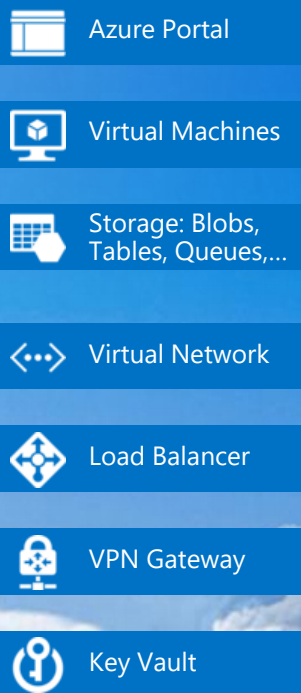 Azure Portal
Virtual Machines
Storage: Blobs,
Tables, Queues,...
Virtual Network
Load Balancer
VPN Gateway
Key Vault